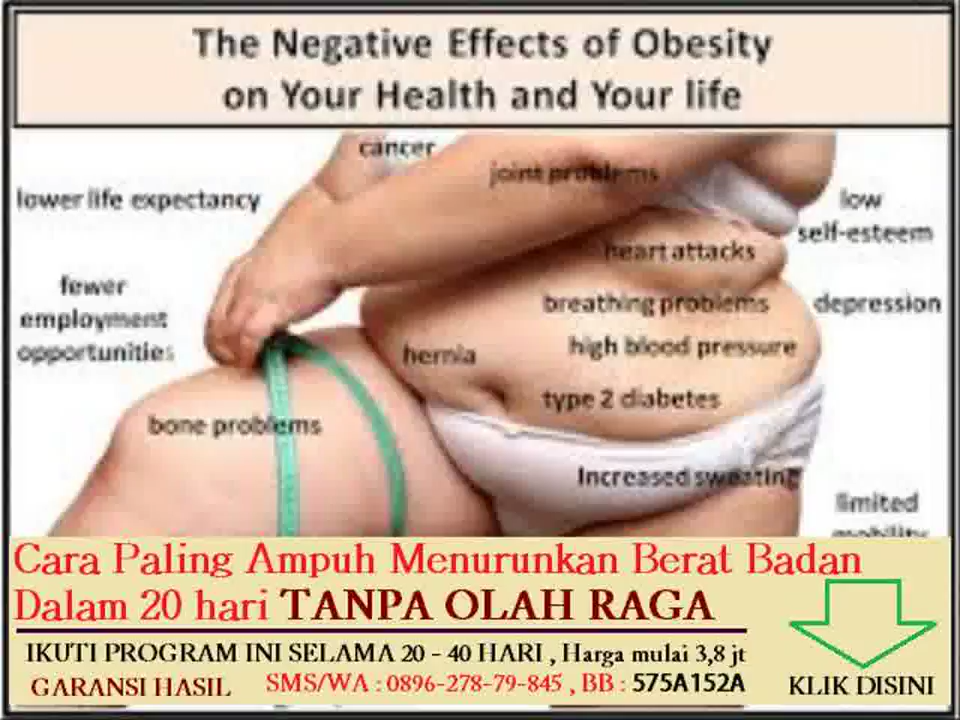 The Negative Effects of Obesity
on Your Health and Your life
cancer
joint problems
lower life expectancy
low
self-esteem
heart attacks
fewer
employment
opportunities
breathing problems
depression
hernia
high blood pressure
type 2 diabetes
bone problems
Increased sweating
limited
mobility
Cara Paling Ampuh Menurunkan Berat Badan
Dalam 20 hari TANPA OLAH RAGA
IKUTI PROGRAM INI SELAMA 20 - 40 HARI , Harga mulai 3,8 jt
GARANSI HASIL SMS/WA : 0896-278-79-845 , BB : 575A152A
KLIK DISINI